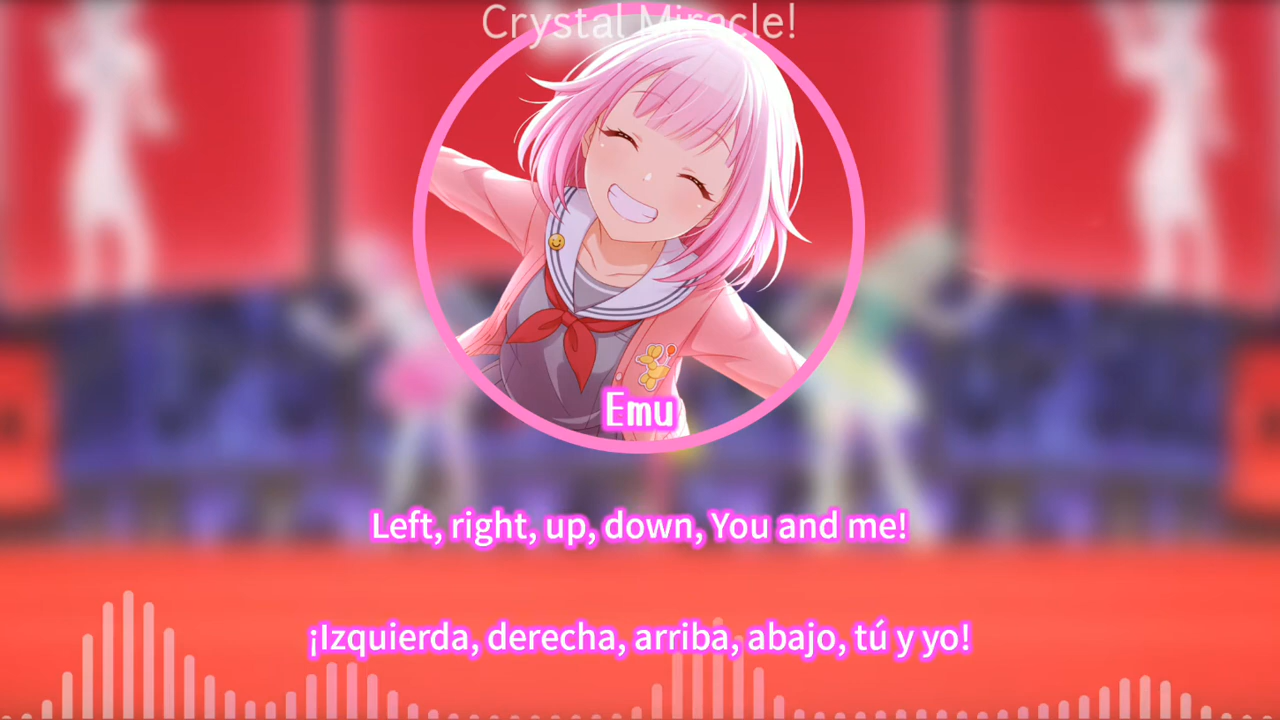 Crystal Miracle!
Emu
Left, right, up, down, You and me!
¡Izquierda, derecha, arriba, abajo, tú y yo!